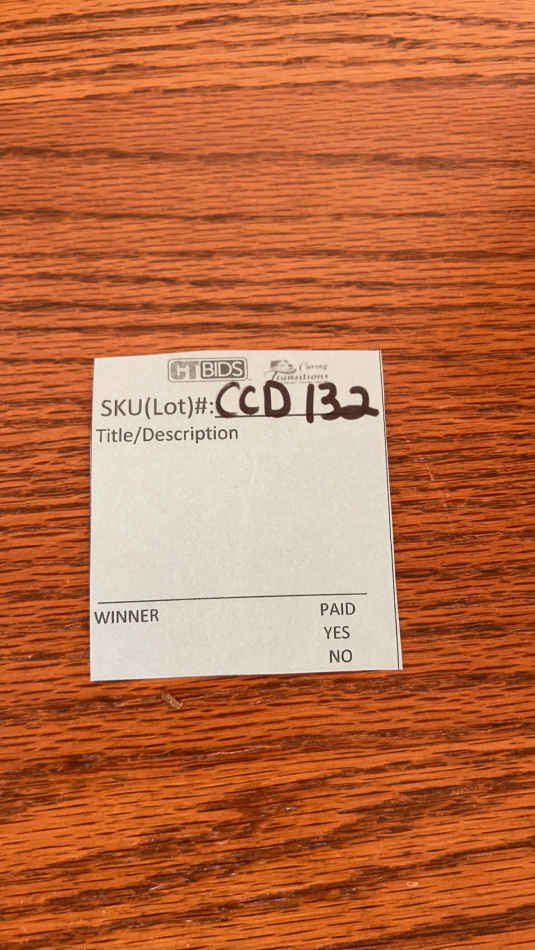 CTBIDS Caring Transitions
SKU(Lot)#: CCD 132
Title/Description
WINNER PAID
YES
NO